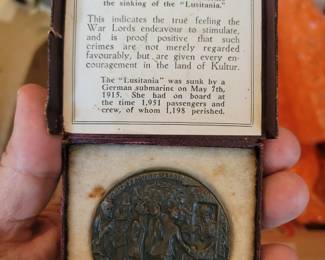 the sinking of the "Lusitania."
This indicates the true feeling the
War Lords endeavour to stimulate,
and is proof positive that such
crimes are not merely regarded
favourably, but are given every en-
couragement in the land of Kultur.
The "Lusitania" was sunk by a
German submarine on May 7th,
1915. She had on board at
the time 1,951 passengers and
crew, of whom 1,198 perished.